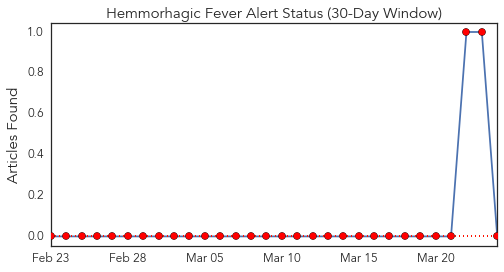 Hemmorhagic Fever Alert Status (30-Day Window)
Articles Found
1.0
0.8
0.6
0.4
0.2
0.0
Feb 23 Feb 28 Mar 05 Mar 10 Mar 15 Mar 20